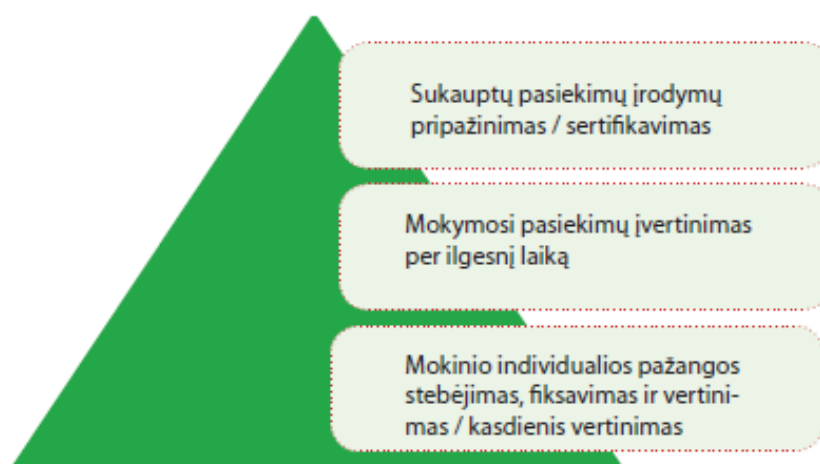 Sukauptų pasiekimų įrodymų
pripažinimas / sertifikavimas
Mokymosi pasiekimų įvertinimas
per ilgesnį laiką
Mokinio individualios pažangos
stebėjimas, fiksavimas ir vertini-
mas / kasdienis vertinimas